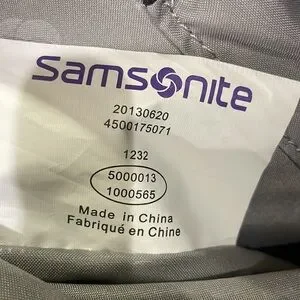 Samsonite
20130620
4500175071
1232
5000013
1000565
Made in China
Fabriqué en Chine